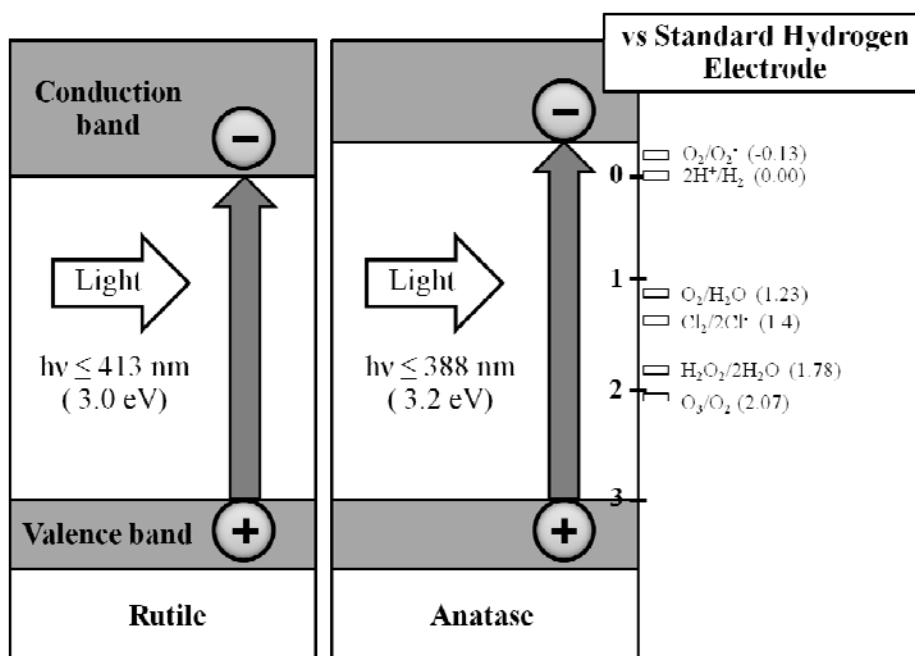 vs Standard Hydrogen
Electrode
Conduction
band
−
−
O₂/O₂• (-0.13)
0
2H⁺/H₂ (0.00)
Light
Light
1
O₂/H₂O (1.23)
Cl₂/2Cl• (1.4)
hν ≤ 413 nm
( 3.0 eV)
hν ≤ 388 nm
( 3.2 eV)
H₂O₂/2H₂O (1.78)
2
O₃/O₂ (2.07)
3
Valence band
+
+
Rutile
Anatase